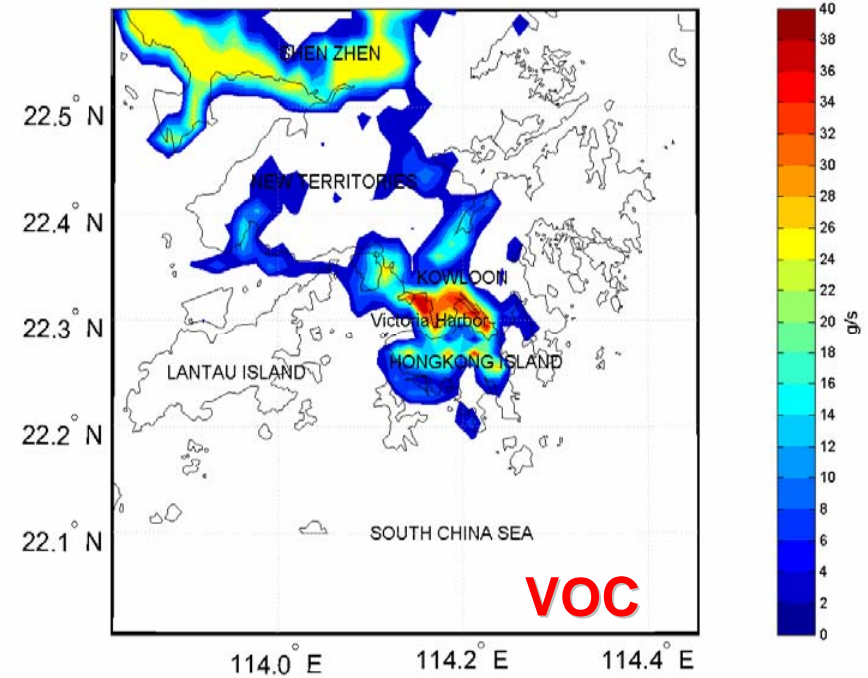 SHEN ZHEN
22.5° N
NEW TERRITORIES
22.4° N
KOWLOON
22.3° N
Victoria Harbor
HONGKONG ISLAND
LANTAU ISLAND
22.2° N
22.1° N
SOUTH CHINA SEA
VOC
114.0° E
114.2° E
114.4° E
40
38
36
34
32
30
28
26
24
22
20
18
16
14
12
10
8
6
4
2
0
g/s